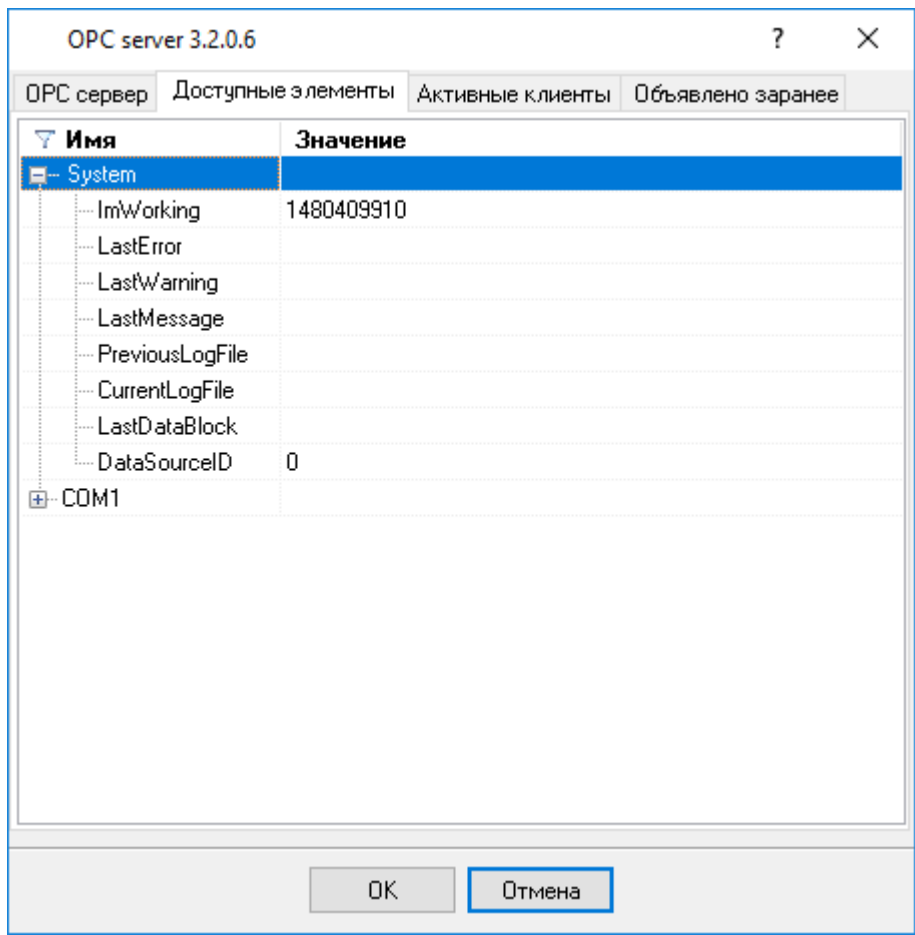 OPC server 3.2.0.6 ?
OPC сервер Доступные элементы Активные клиенты Объявлено заранее
Имя Значение
System
ImWorking 1480409910
LastError
LastWarning
LastMessage
PreviousLogFile
CurrentLogFile
LastDataBlock
DataSourceID 0
COM1
OK Отмена